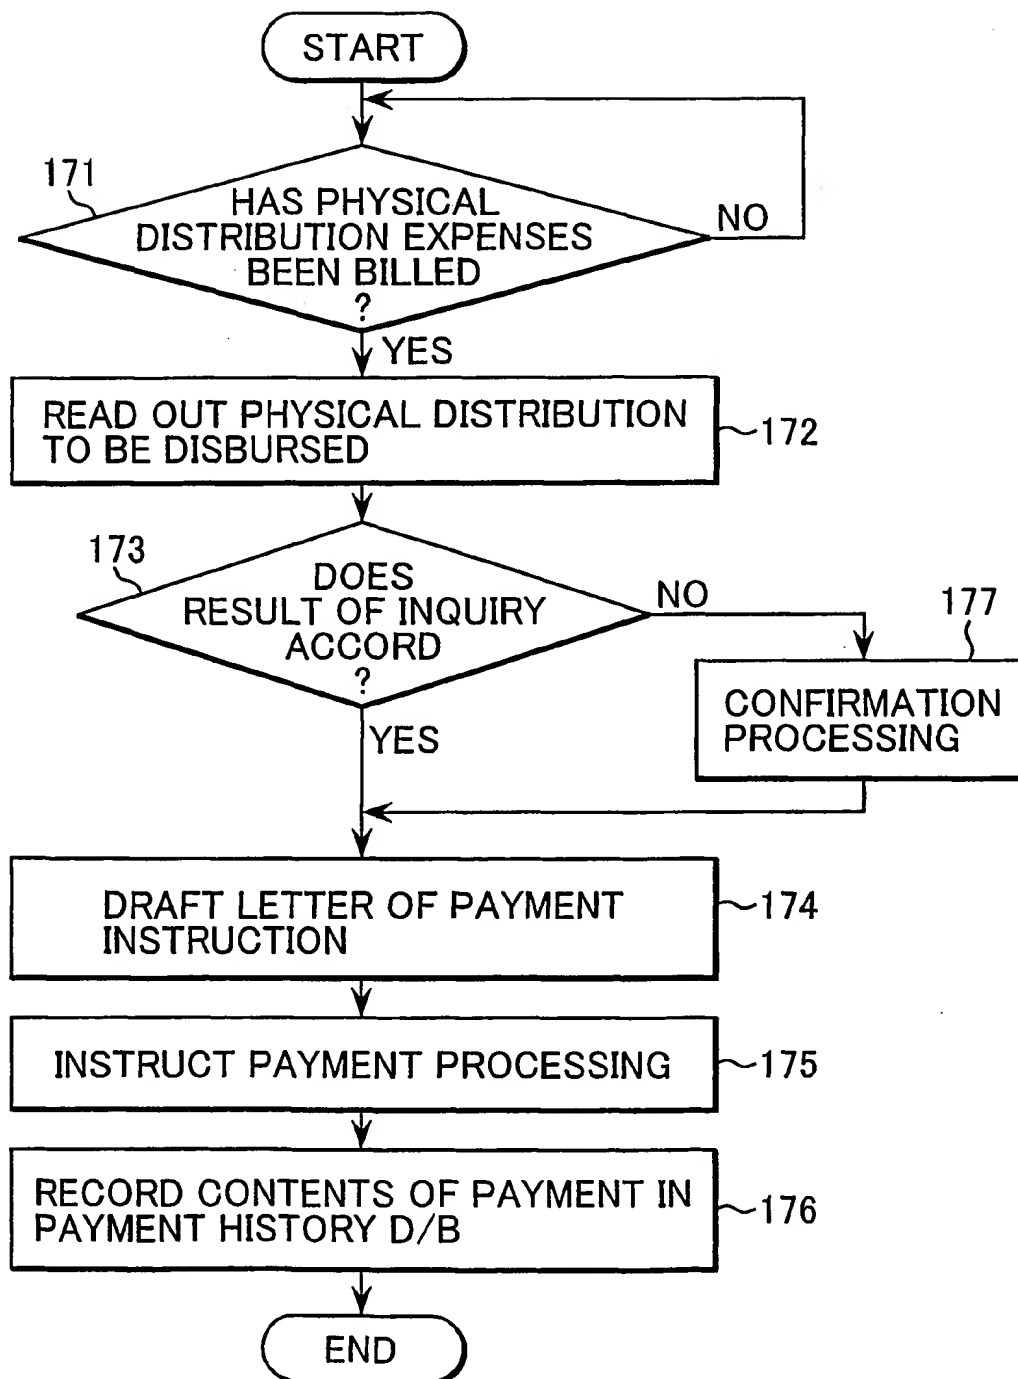 START
171
HAS PHYSICAL
DISTRIBUTION EXPENSES
BEEN BILLED
?
NO
YES
READ OUT PHYSICAL DISTRIBUTION
TO BE DISBURSED
172
173
DOES
RESULT OF INQUIRY
ACCORD
?
NO
177
CONFIRMATION
PROCESSING
YES
DRAFT LETTER OF PAYMENT
INSTRUCTION
174
INSTRUCT PAYMENT PROCESSING
175
RECORD CONTENTS OF PAYMENT IN
PAYMENT HISTORY D/B
176
END